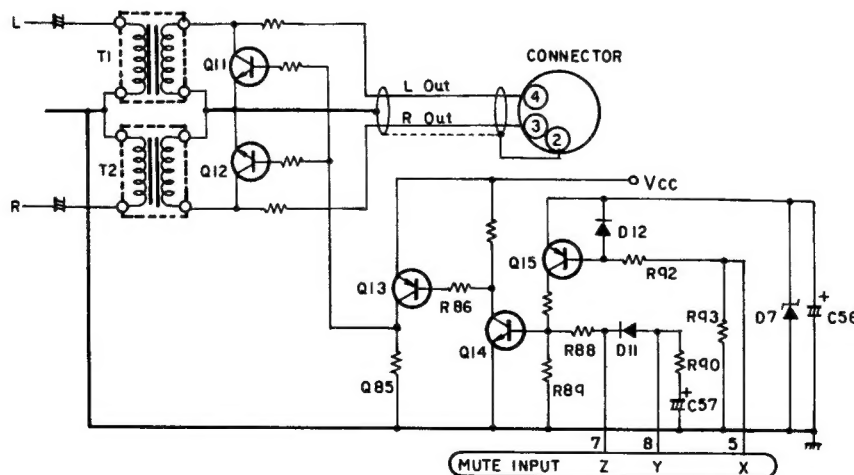 L
T1
Q11
CONNECTOR
L Out
4
R Out
3
2
T2
Q12
R
Vcc
D12
Q15
R92
Q13
R86
R93
D7
+
C56
Q14
R88
D11
R90
Q85
R89
+
C57
7
8
5
MUTE INPUT
Z
Y
X